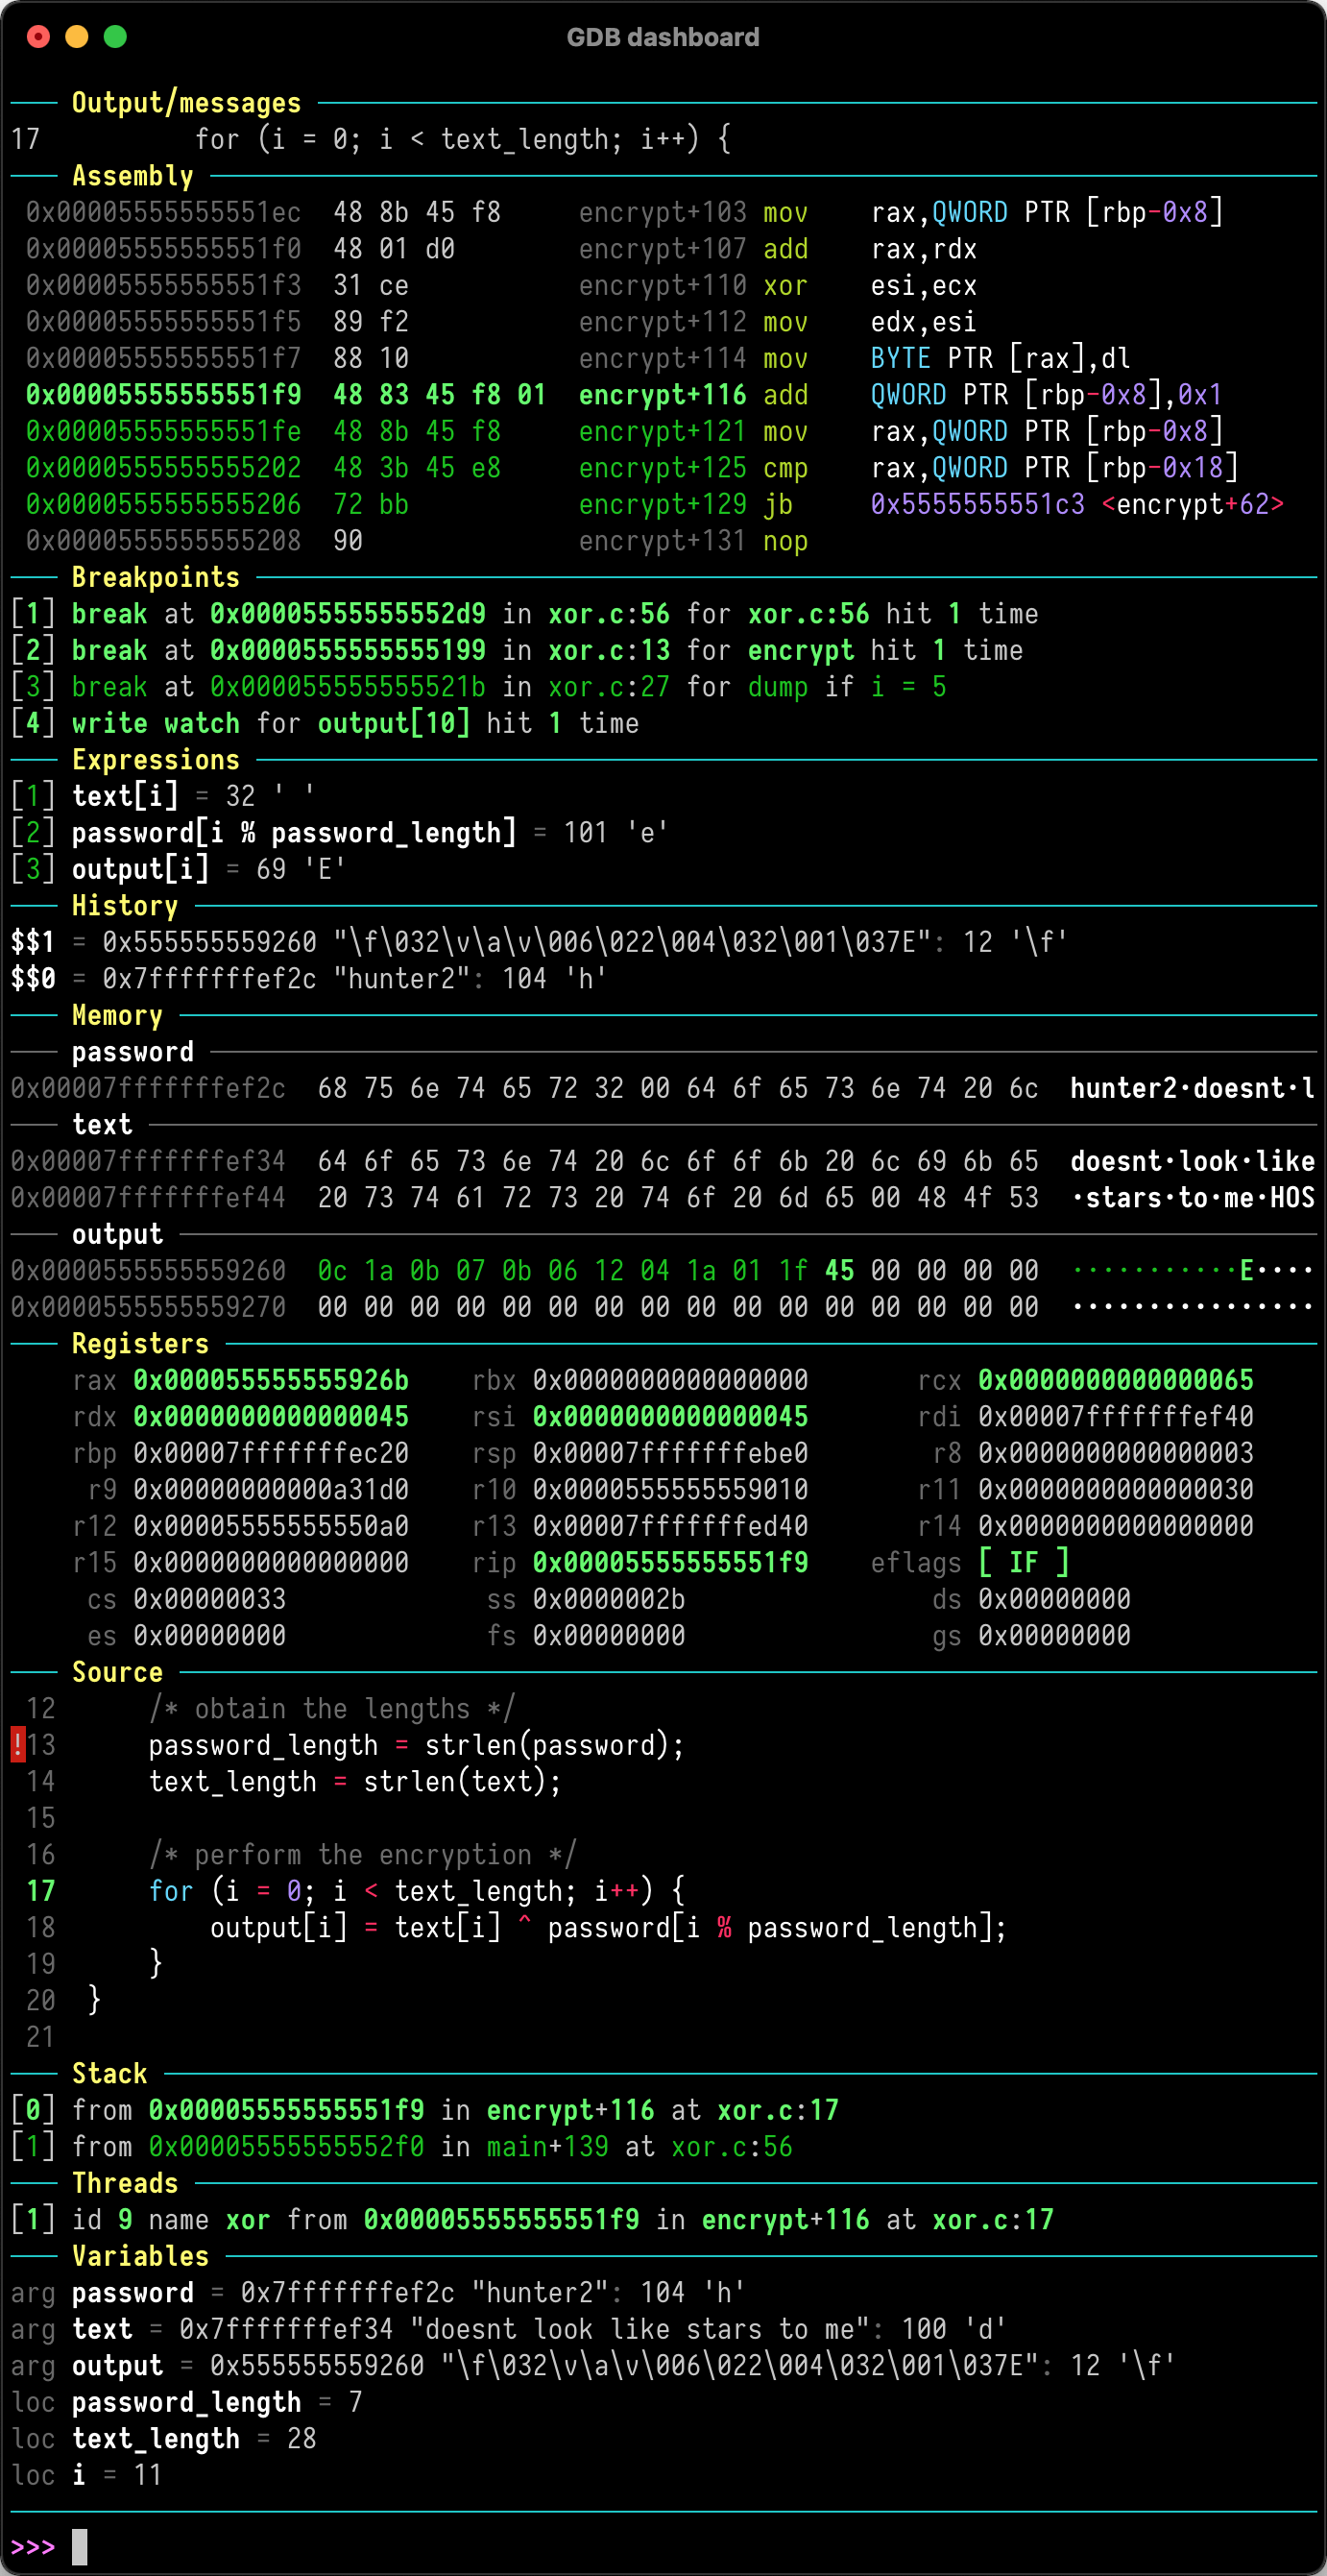 GDB dashboard
Output/messages
17          for (i = 0; i < text_length; i++) {
Assembly
0x00005555555551ec  48 8b 45 f8     encrypt+103 mov    rax,QWORD PTR [rbp-0x8]
0x00005555555551f0  48 01 d0        encrypt+107 add    rax,rdx
0x00005555555551f3  31 ce           encrypt+110 xor    esi,ecx
0x00005555555551f5  89 f2           encrypt+112 mov    edx,esi
0x00005555555551f7  88 10           encrypt+114 mov    BYTE PTR [rax],dl
0x00005555555551f9  48 83 45 f8 01  encrypt+116 add    QWORD PTR [rbp-0x8],0x1
0x00005555555551fe  48 8b 45 f8     encrypt+121 mov    rax,QWORD PTR [rbp-0x8]
0x0000555555555202  48 3b 45 e8     encrypt+125 cmp    rax,QWORD PTR [rbp-0x18]
0x0000555555555206  72 bb           encrypt+129 jb     0x5555555551c3 <encrypt+62>
0x0000555555555208  90              encrypt+131 nop
Breakpoints
[1] break at 0x00005555555552d9 in xor.c:56 for xor.c:56 hit 1 time
[2] break at 0x0000555555555199 in xor.c:13 for encrypt hit 1 time
[3] break at 0x000055555555521b in xor.c:27 for dump if i = 5
[4] write watch for output[10] hit 1 time
Expressions
[1] text[i] = 32 ' '
[2] password[i % password_length] = 101 'e'
[3] output[i] = 69 'E'
History
$$1 = 0x555555559260 "\f\032\v\a\v\006\022\004\032\001\037E": 12 '\f'
$$0 = 0x7fffffffef2c "hunter2": 104 'h'
Memory
password
0x00007fffffffef2c  68 75 6e 74 65 72 32 00 64 6f 65 73 6e 74 20 6c  hunter2·doesnt·l
text
0x00007fffffffef34  64 6f 65 73 6e 74 20 6c 6f 6f 6b 20 6c 69 6b 65  doesnt·look·like
0x00007fffffffef44  20 73 74 61 72 73 20 74 6f 20 6d 65 00 48 4f 53  ·stars·to·me·HOS
output
0x0000555555559260  0c 1a 0b 07 0b 06 12 04 1a 01 1f 45 00 00 00 00  ···········E····
0x0000555555559270  00 00 00 00 00 00 00 00 00 00 00 00 00 00 00 00  ················
Registers
rax 0x000055555555926b    rbx 0x0000000000000000    rcx 0x0000000000000065
rdx 0x0000000000000045    rsi 0x0000000000000045    rdi 0x00007fffffffef40
rbp 0x00007fffffffec20    rsp 0x00007fffffffebe0    r8 0x0000000000000003
r9 0x00000000000a31d0    r10 0x0000555555559010    r11 0x0000000000000030
r12 0x00005555555550a0    r13 0x00007fffffffed40    r14 0x0000000000000000
r15 0x0000000000000000    rip 0x00005555555551f9    eflags [ IF ]
cs 0x00000033    ss 0x0000002b    ds 0x00000000
es 0x00000000    fs 0x00000000    gs 0x00000000
Source
12      /* obtain the lengths */
!13      password_length = strlen(password);
14      text_length = strlen(text);
15
16      /* perform the encryption */
17      for (i = 0; i < text_length; i++) {
18          output[i] = text[i] ^ password[i % password_length];
19      }
20  }
21
Stack
[0] from 0x00005555555551f9 in encrypt+116 at xor.c:17
[1] from 0x00005555555552f0 in main+139 at xor.c:56
Threads
[1] id 9 name xor from 0x00005555555551f9 in encrypt+116 at xor.c:17
Variables
arg password = 0x7fffffffef2c "hunter2": 104 'h'
arg text = 0x7fffffffef34 "doesnt look like stars to me": 100 'd'
arg output = 0x555555559260 "\f\032\v\a\v\006\022\004\032\001\037E": 12 '\f'
loc password_length = 7
loc text_length = 28
loc i = 11
>>>